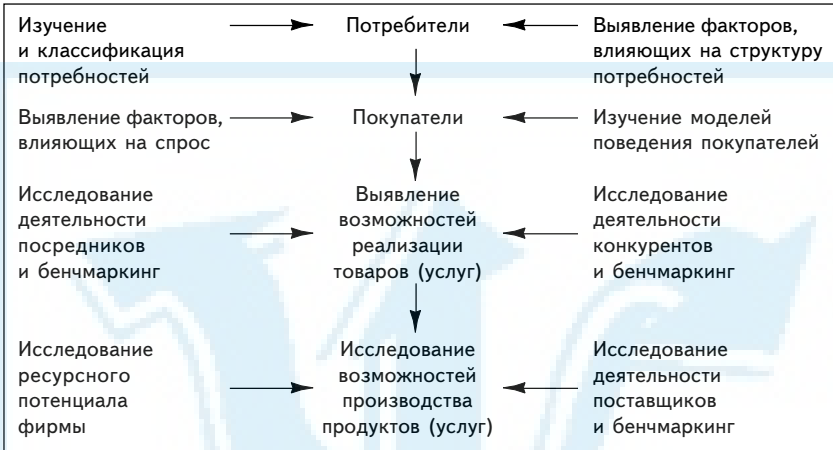 Изучение
и классификация
потребностей
Потребители
Выявление факторов,
влияющих на структуру
потребностей
Выявление факторов,
влияющих на спрос
Покупатели
Изучение моделей
поведения покупателей
Исследование
деятельности
посредников
и бенчмаркинг
Выявление
возможностей
реализации
товаров (услуг)
Исследование
деятельности
конкурентов
и бенчмаркинг
Исследование
ресурсного
потенциала
фирмы
Исследование
возможностей
производства
продуктов (услуг)
Исследование
деятельности
поставщиков
и бенчмаркинг